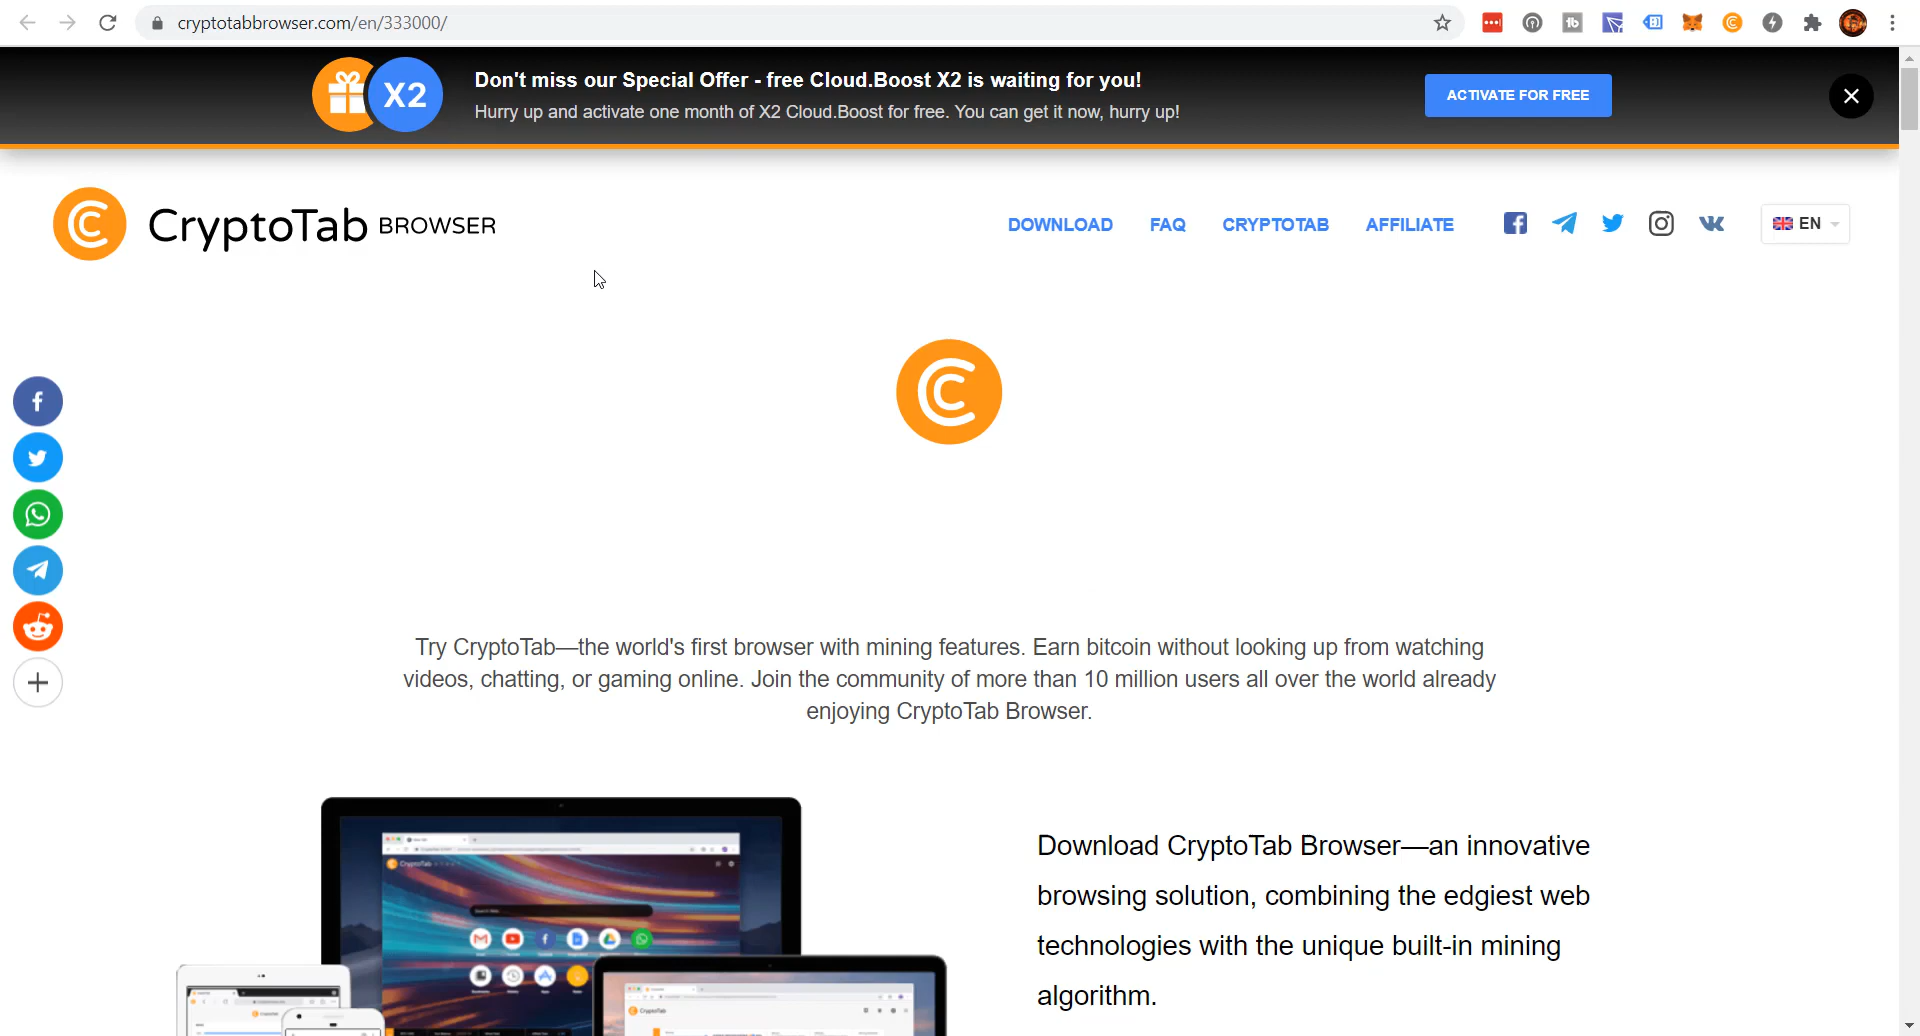 cryptotabbrowser.com/en/333000/
X2
Don't miss our Special Offer - free Cloud.Boost X2 is waiting for you!
Hurry up and activate one month of X2 Cloud.Boost for free. You can get it now, hurry up!
ACTIVATE FOR FREE
CryptoTab BROWSER
DOWNLOAD
FAQ
CRYPTOTAB
AFFILIATE
EN
Try CryptoTab—the world's first browser with mining features. Earn bitcoin without looking up from watching
videos, chatting, or gaming online. Join the community of more than 10 million users all over the world already
enjoying CryptoTab Browser.
CryptoTab
CryptoTab
CryptoTab
Download CryptoTab Browser—an innovative
browsing solution, combining the edgiest web
technologies with the unique built-in mining
algorithm.